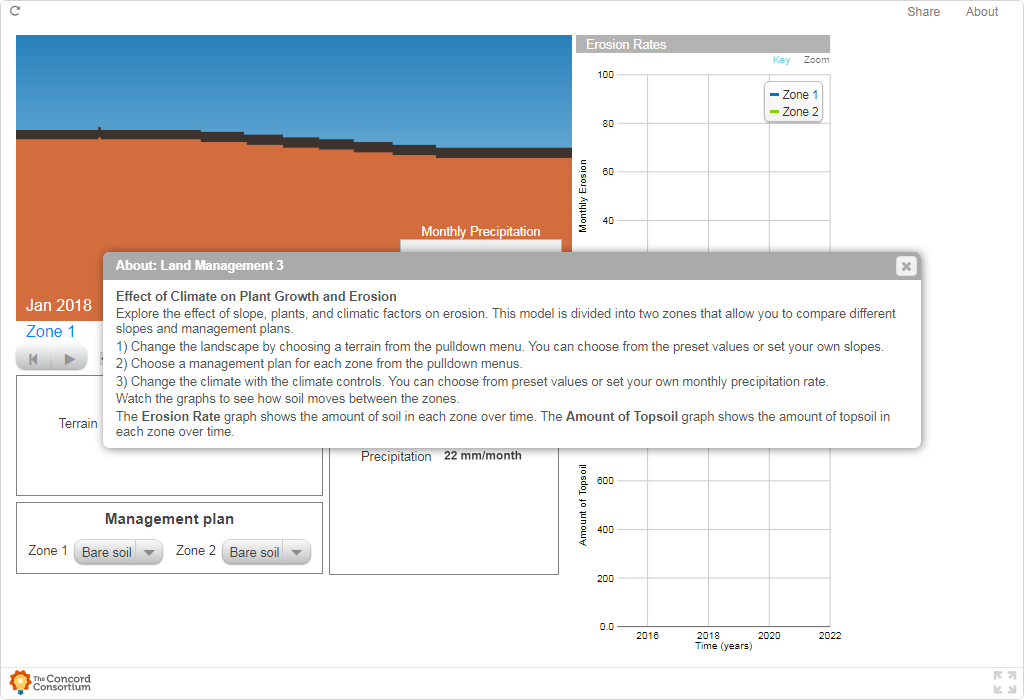 Share
About
Erosion Rates
Key
Zoom
100
Zone 1
Zone 2
80
60
40
Monthly Erosion
Monthly Precipitation
About: Land Management 3
Effect of Climate on Plant Growth and Erosion
Explore the effect of slope, plants, and climatic factors on erosion. This model is divided into two zones that allow you to compare different
slopes and management plans.
1) Change the landscape by choosing a terrain from the pulldown menu. You can choose from the preset values or set your own slopes.
2) Choose a management plan for each zone from the pulldown menus.
3) Change the climate with the climate controls. You can choose from preset values or set your own monthly precipitation rate.
Watch the graphs to see how soil moves between the zones.
The Erosion Rate graph shows the amount of soil in each zone over time. The Amount of Topsoil graph shows the amount of topsoil in
each zone over time.
Jan 2018
Zone 1
Terrain
Precipitation 22 mm/month
Management plan
Zone 1 Bare soil Zone 2 Bare soil
600
400
200
0.0
Amount of Topsoil
2016 2018 2020 2022
Time (years)
The Concord
Consortium